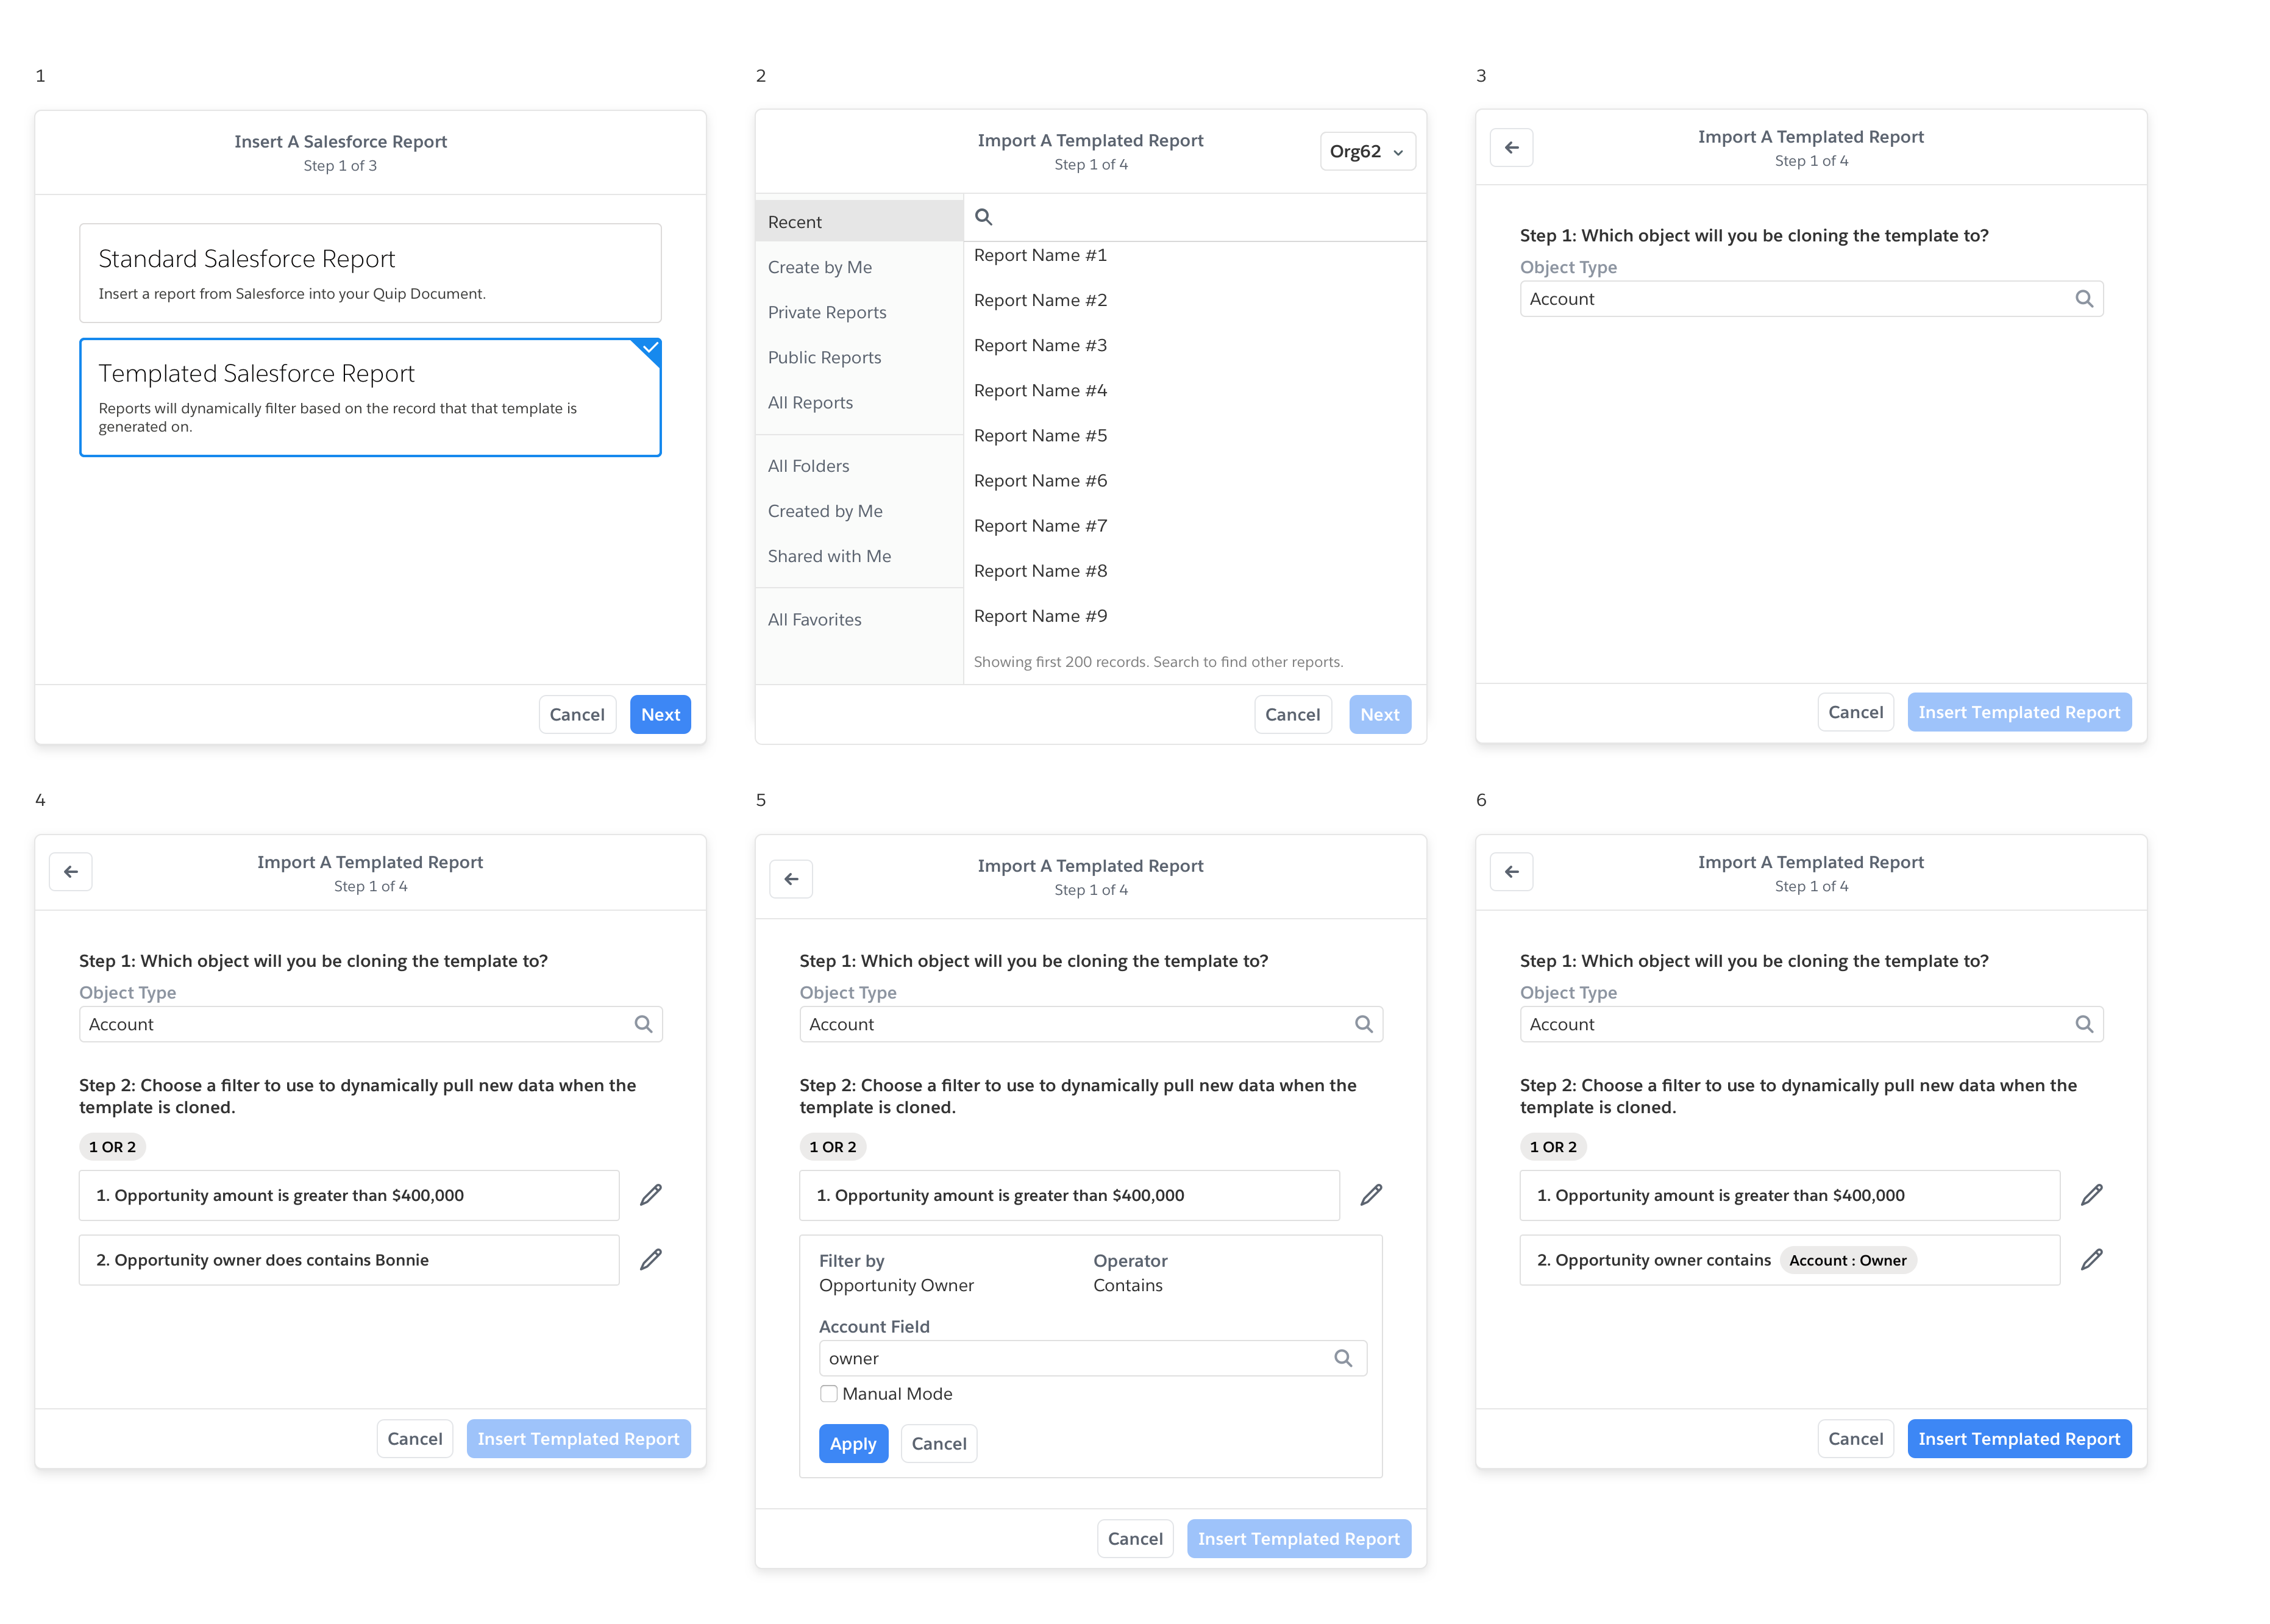 1
Insert A Salesforce Report
Step 1 of 3
Standard Salesforce Report
Insert a report from Salesforce into your Quip Document.
Templated Salesforce Report
Reports will dynamically filter based on the record that that template is
generated on.
Cancel
Next
2
Import A Templated Report
Step 1 of 4
Org62
Recent
Create by Me
Private Reports
Public Reports
All Reports
All Folders
Created by Me
Shared with Me
All Favorites
Report Name #1
Report Name #2
Report Name #3
Report Name #4
Report Name #5
Report Name #6
Report Name #7
Report Name #8
Report Name #9
Showing first 200 records. Search to find other reports.
Cancel
Next
3
Import A Templated Report
Step 1 of 4
Step 1: Which object will you be cloning the template to?
Object Type
Account
Cancel
Insert Templated Report
4
Import A Templated Report
Step 1 of 4
Step 1: Which object will you be cloning the template to?
Object Type
Account
Step 2: Choose a filter to use to dynamically pull new data when the
template is cloned.
1 OR 2
1. Opportunity amount is greater than $400,000
2. Opportunity owner does contains Bonnie
Cancel
Insert Templated Report
5
Import A Templated Report
Step 1 of 4
Step 1: Which object will you be cloning the template to?
Object Type
Account
Step 2: Choose a filter to use to dynamically pull new data when the
template is cloned.
1 OR 2
1. Opportunity amount is greater than $400,000
Filter by
Opportunity Owner
Operator
Contains
Account Field
owner
Manual Mode
Apply
Cancel
Cancel
Insert Templated Report
6
Import A Templated Report
Step 1 of 4
Step 1: Which object will you be cloning the template to?
Object Type
Account
Step 2: Choose a filter to use to dynamically pull new data when the
template is cloned.
1 OR 2
1. Opportunity amount is greater than $400,000
2. Opportunity owner contains Account : Owner
Cancel
Insert Templated Report